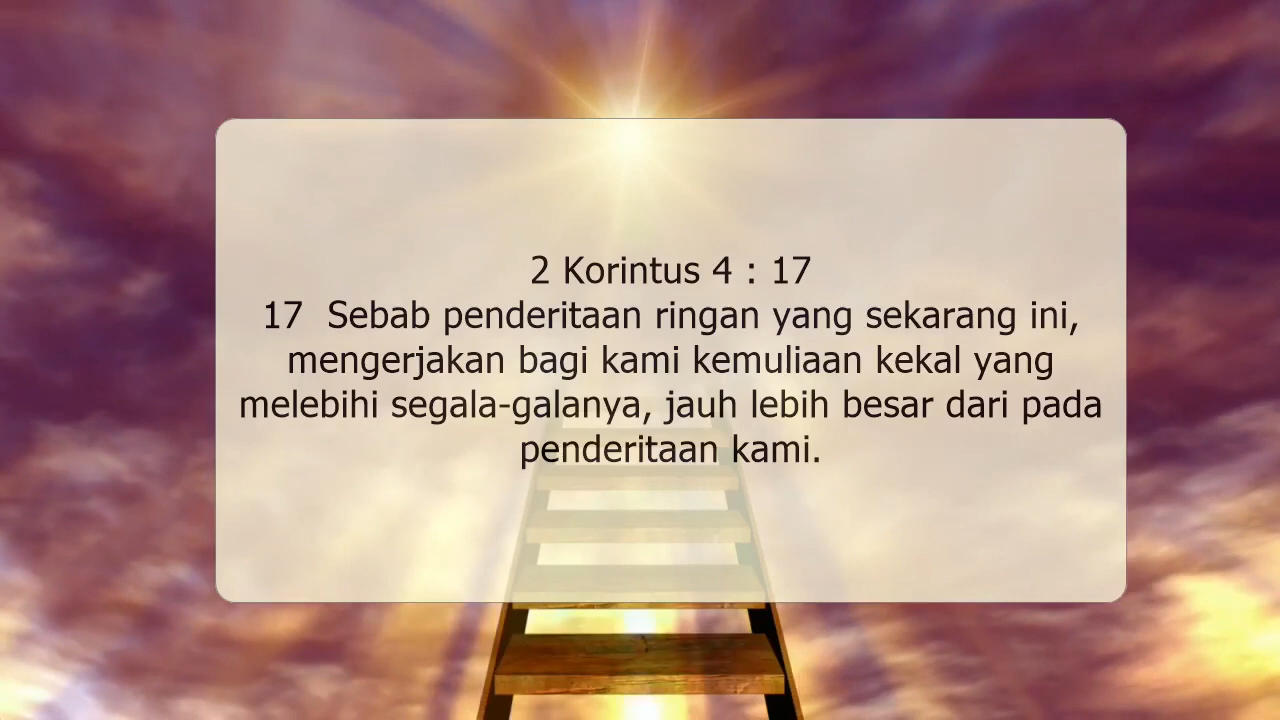 2 Korintus 4 : 17
17  Sebab penderitaan ringan yang sekarang ini,
mengerjakan bagi kami kemuliaan kekal yang
melebihi segala-galanya, jauh lebih besar dari pada
penderitaan kami.